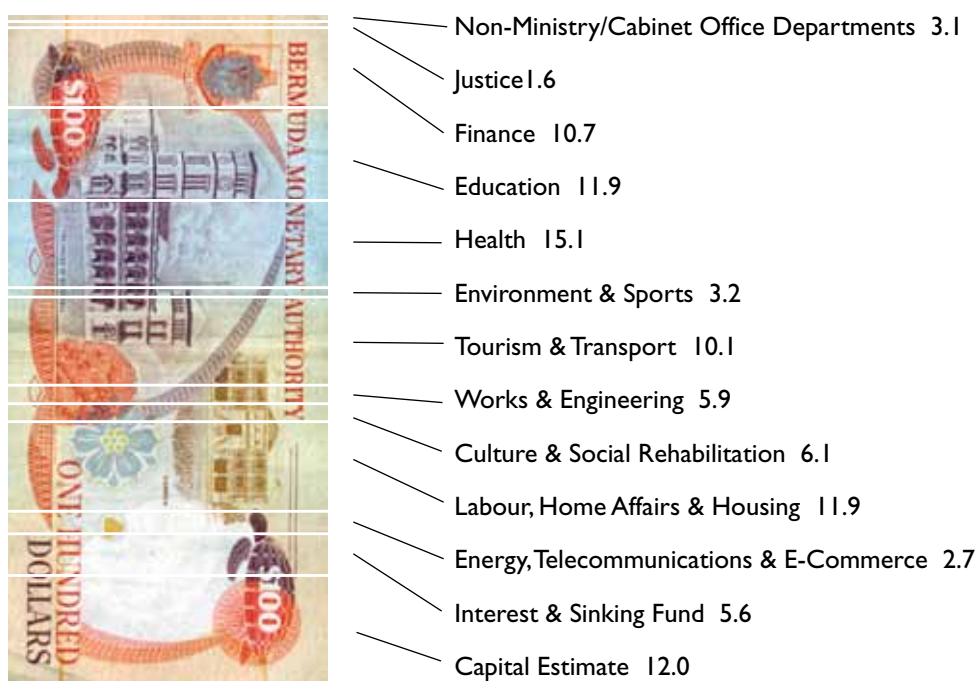 BERMUDA MONETARY AUTHORITY
$100
ONE HUNDRED
DOLLARS
$100
Non-Ministry/Cabinet Office Departments 3.1
Justice1.6
Finance 10.7
Education 11.9
Health 15.1
Environment & Sports 3.2
Tourism & Transport 10.1
Works & Engineering 5.9
Culture & Social Rehabilitation 6.1
Labour, Home Affairs & Housing 11.9
Energy, Telecommunications & E-Commerce 2.7
Interest & Sinking Fund 5.6
Capital Estimate 12.0